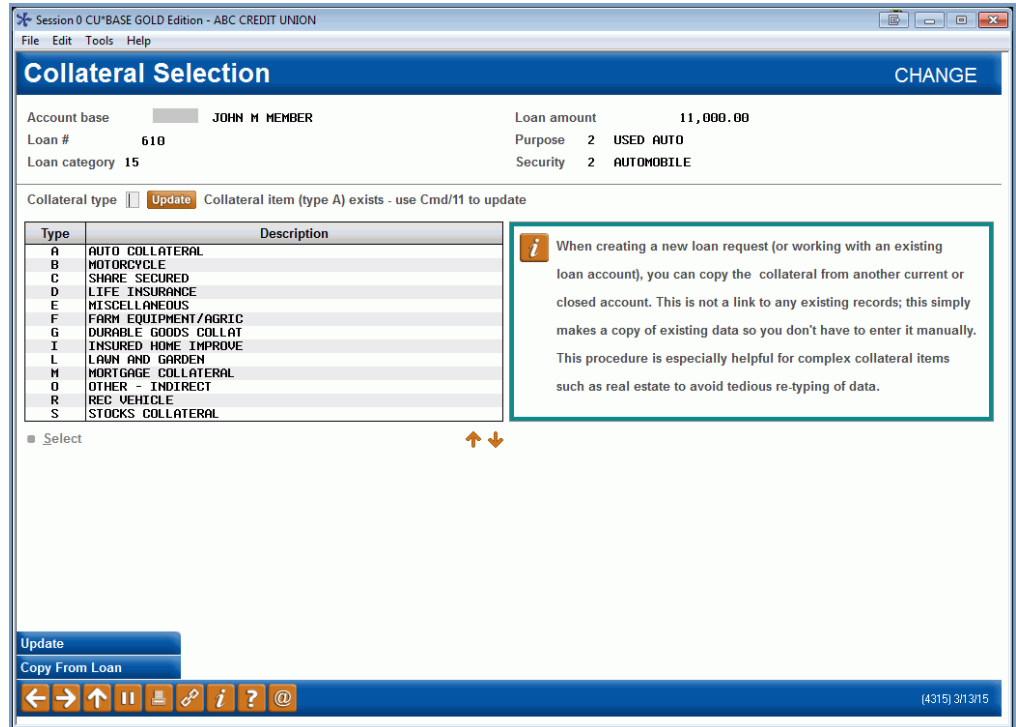 Session 0 CU*BASE GOLD Edition - ABC CREDIT UNION
File Edit Tools Help
Collateral Selection CHANGE
Account base JOHN M MEMBER Loan amount 11,000.00
Loan # 610 Purpose 2 USED AUTO
Loan category 15 Security 2 AUTOMOBILE
Collateral type Update Collateral item (type A) exists - use Cmd/11 to update
Type Description
A AUTO COLLATERAL
B MOTORCYCLE
C SHARE SECURED
D LIFE INSURANCE
E MISCELLANEOUS
F FARM EQUIPMENT/AGRIC
G DURABLE GOODS COLLAT
I INSURED HOME IMPROVE
L LAWN AND GARDEN
M MORTGAGE COLLATERAL
O OTHER - INDIRECT
R REC VEHICLE
S STOCKS COLLATERAL
i When creating a new loan request (or working with an existing
loan account), you can copy the collateral from another current or
closed account. This is not a link to any existing records; this simply
makes a copy of existing data so you don't have to enter it manually.
This procedure is especially helpful for complex collateral items
such as real estate to avoid tedious re-typing of data.
Select
Update
Copy From Loan
i ? @ (4315) 3/13/15